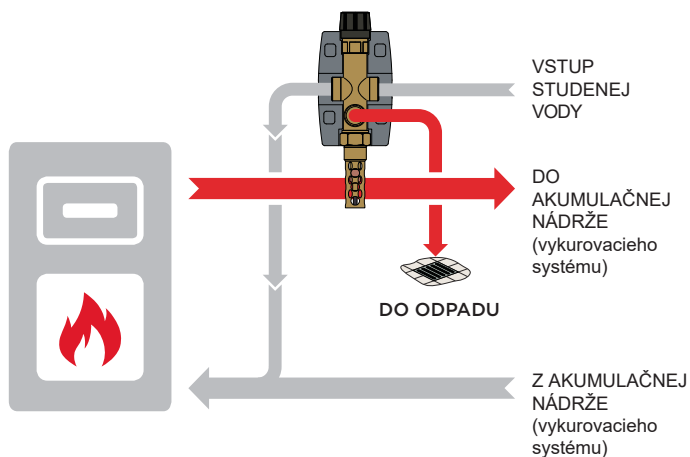 VSTUP
STUDENEJ
VODY
DO
AKUMULAČNEJ
NÁDRŽE
(vykurovacieho
systému)
DO ODPADU
Z AKUMULAČNEJ
NÁDRŽE
(vykurovacieho
systému)